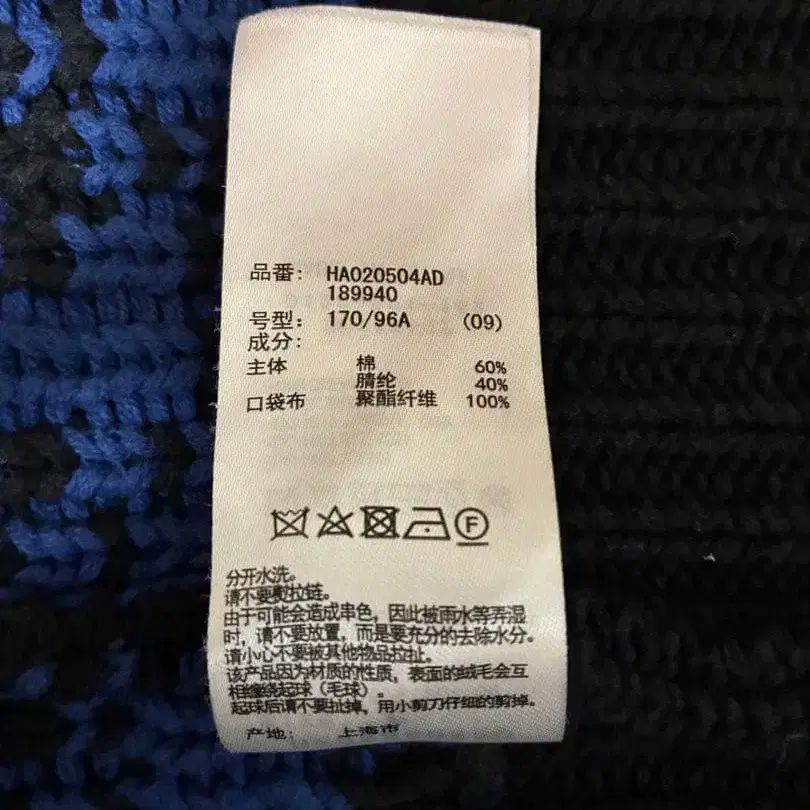 品番: HA020504AD
189940
号型: 170/96A (09)
成分:
主体 棉 60%
腈纶 40%
口袋布 聚酯纤维 100%
F
分开水洗。
请不要熨拉链。
由于可能会造成串色，因此被雨水等弄湿
时，请不要放置，而是要充分的去除水分。
请小心不要被其他物品拉扯。
该产品因为材质的性质，表面的绒毛会互
相缠绕起球（毛球）。
起球后请不要扯掉，用小剪刀仔细的剪掉。
产地: 上海市